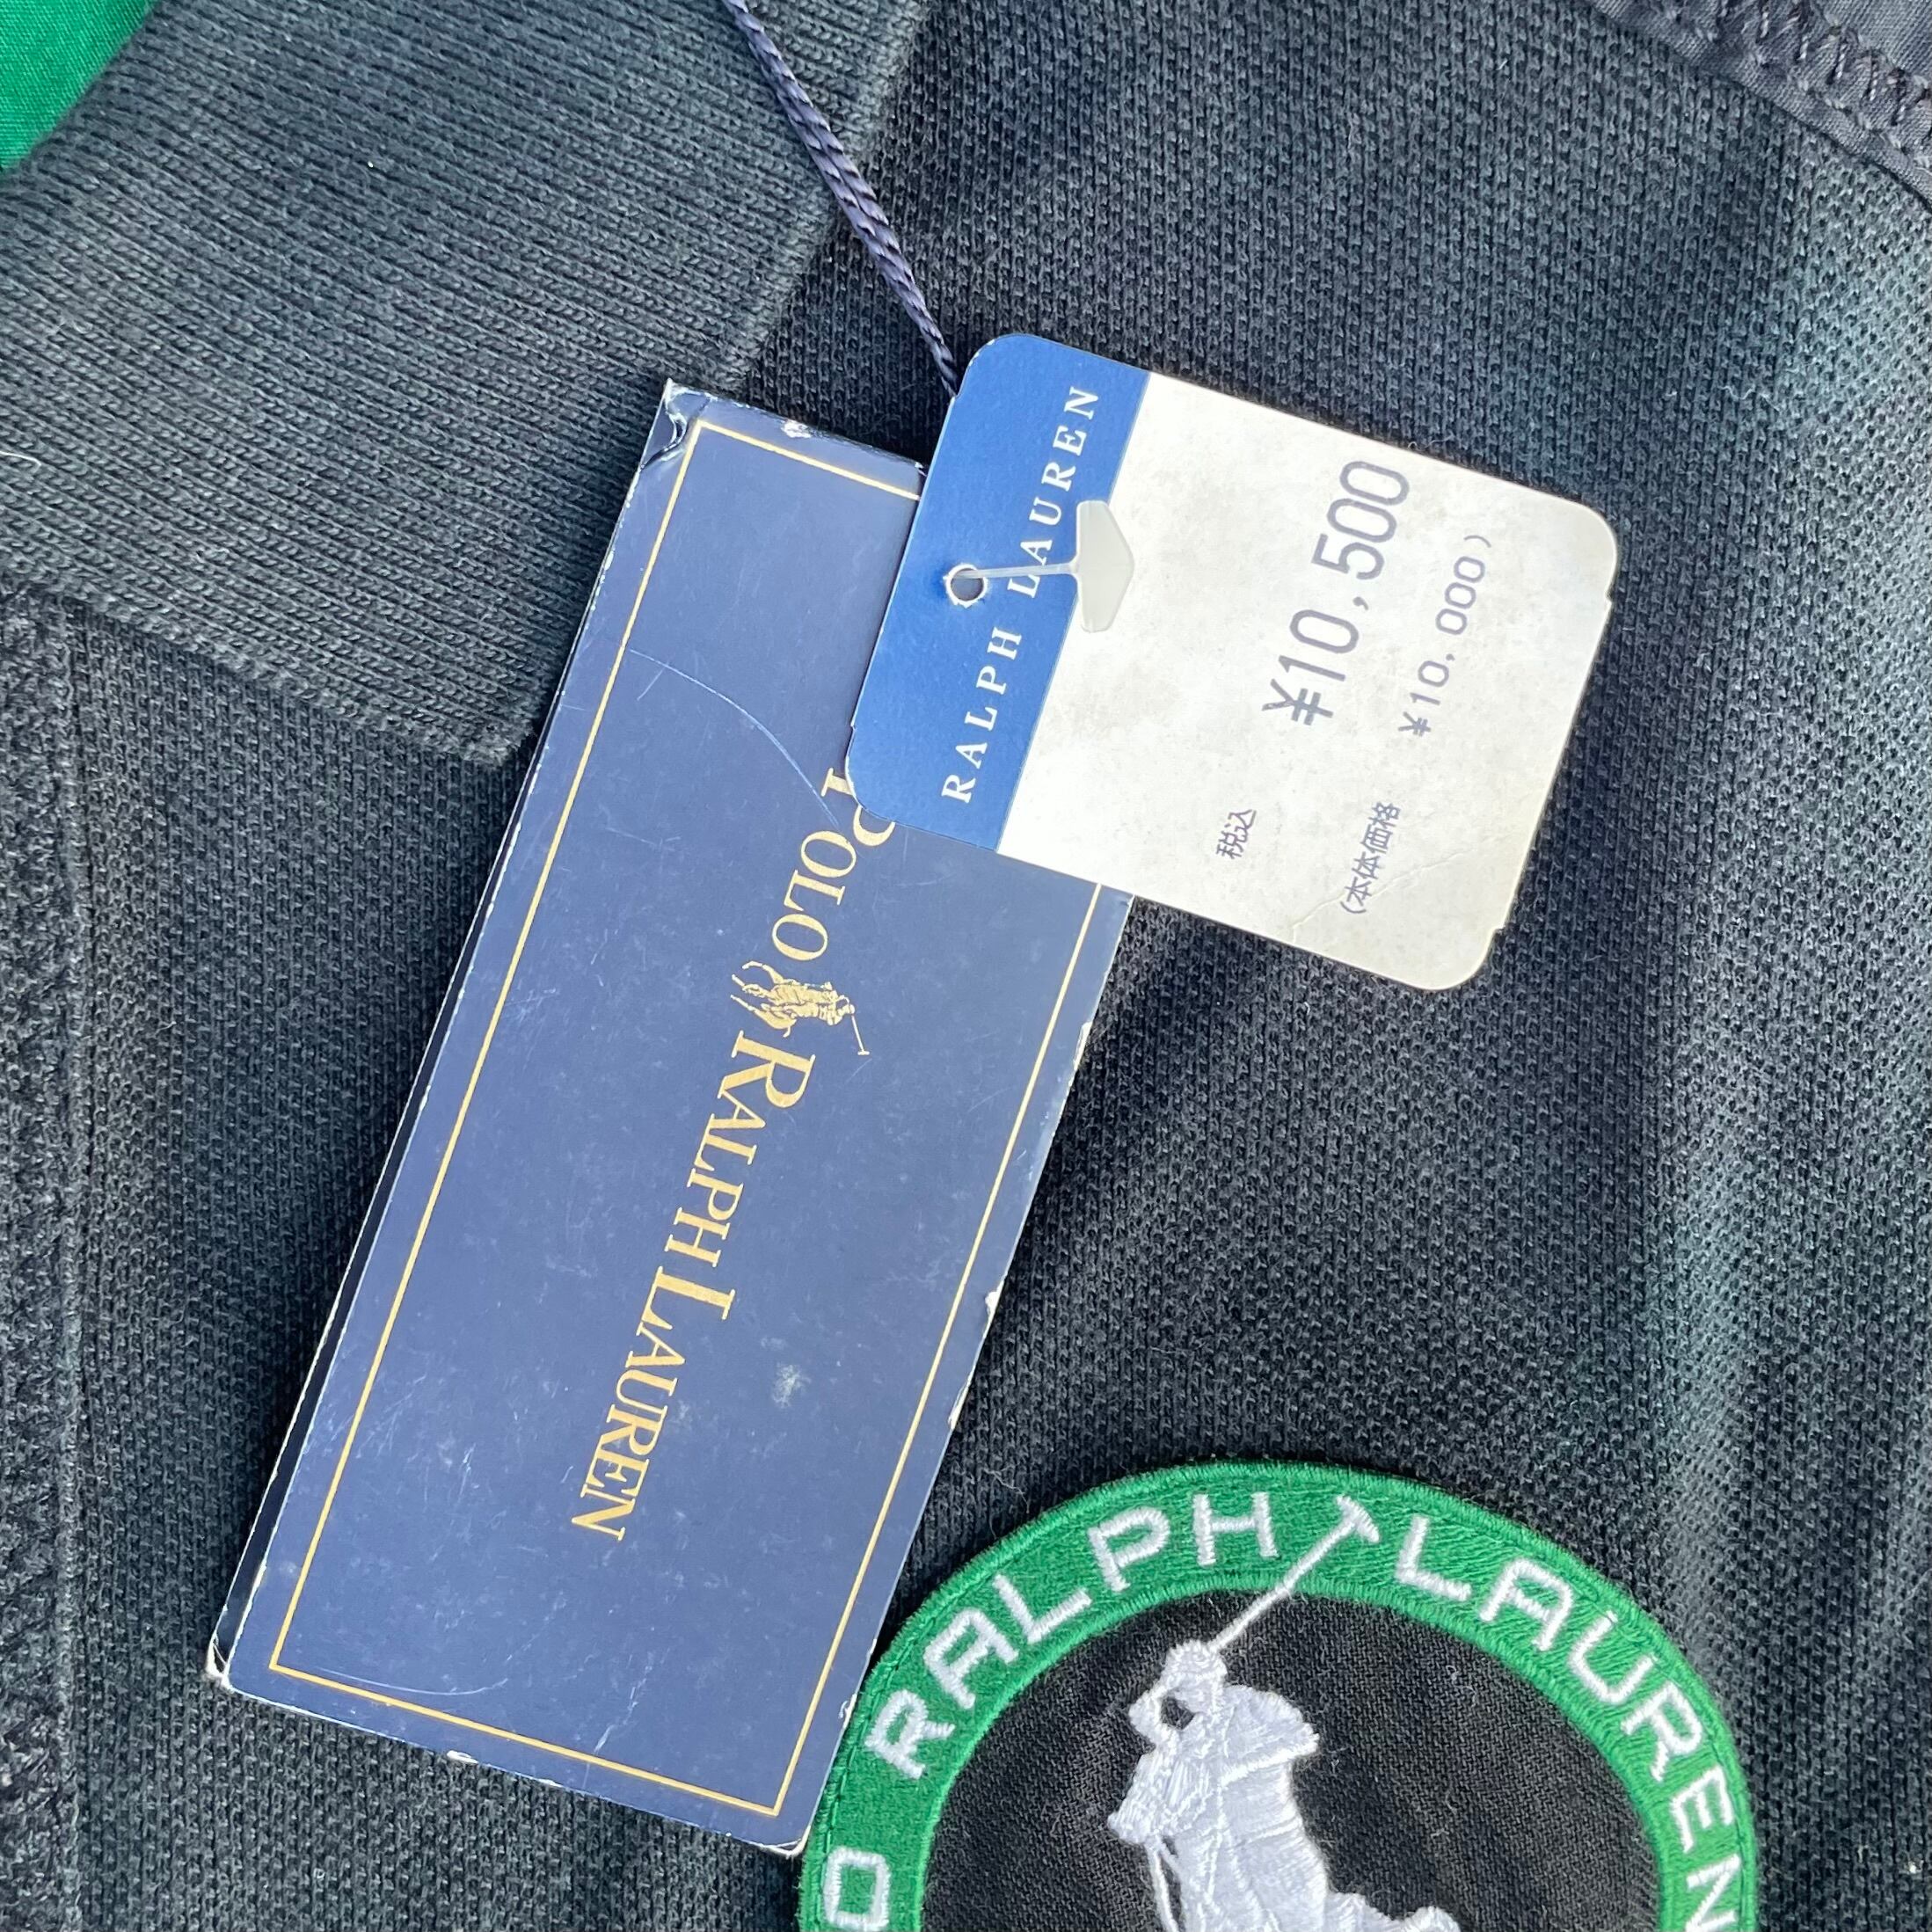 RALPH LAUREN
税込 ¥10,500
(本体価格 ¥10,000)
POLO RALPH LAUREN
O RALPH LAUREN